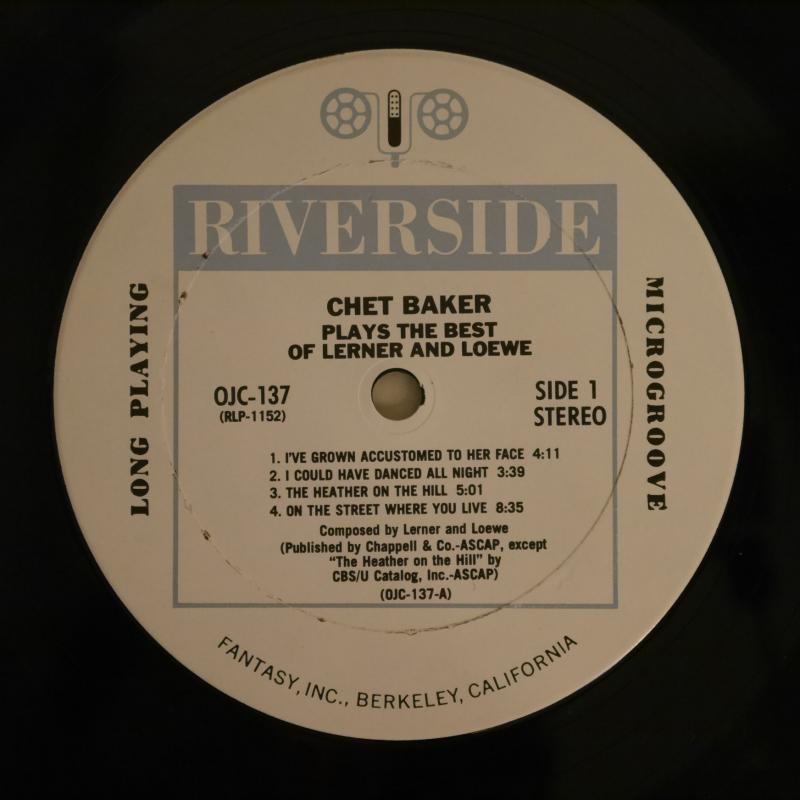 RIVERSIDE
CHET BAKER
PLAYS THE BEST
OF LERNER AND LOEWE
OJC-137
(RLP-1152)
SIDE 1
STEREO
LONG PLAYING
MICROGROOVE
1. I'VE GROWN ACCUSTOMED TO HER FACE 4:11
2. I COULD HAVE DANCED ALL NIGHT 3:39
3. THE HEATHER ON THE HILL 5:01
4. ON THE STREET WHERE YOU LIVE 8:35
Composed by Lerner and Loewe
(Published by Chappell & Co.-ASCAP, except
"The Heather on the Hill" by
CBS/U Catalog, Inc.-ASCAP)
(OJC-137-A)
FANTASY, INC., BERKELEY, CALIFORNIA